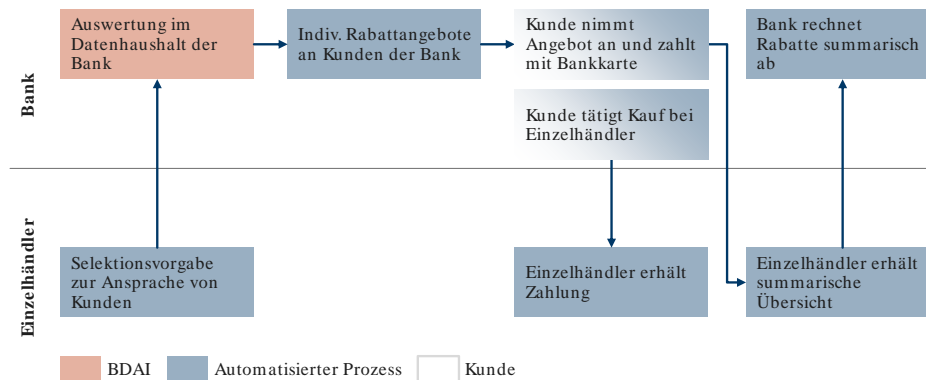 Bank
Auswertung im
Datenhaushalt der
Bank
Indiv. Rabattangebote
an Kunden der Bank
Kunde nimmt
Angebot an und zahlt
mit Bankkarte
Bank rechnet
Rabatte summarisch
ab
Kunde tätigt Kauf bei
Einzelhändler
Einzelhändler
Selektionsvorgabe
zur Ansprache von
Kunden
Einzelhändler erhält
Zahlung
Einzelhändler erhält
summarische
Übersicht
BDAI
Automatisierter Prozess
Kunde